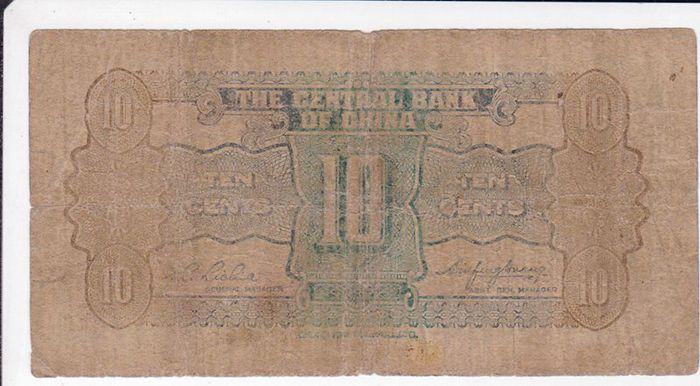 10 10
THE CENTRAL BANK
OF CHINA
TEN CENTS
10
TEN CENTS
GENERAL MANAGER
ASST. GEN. MANAGER
10 10